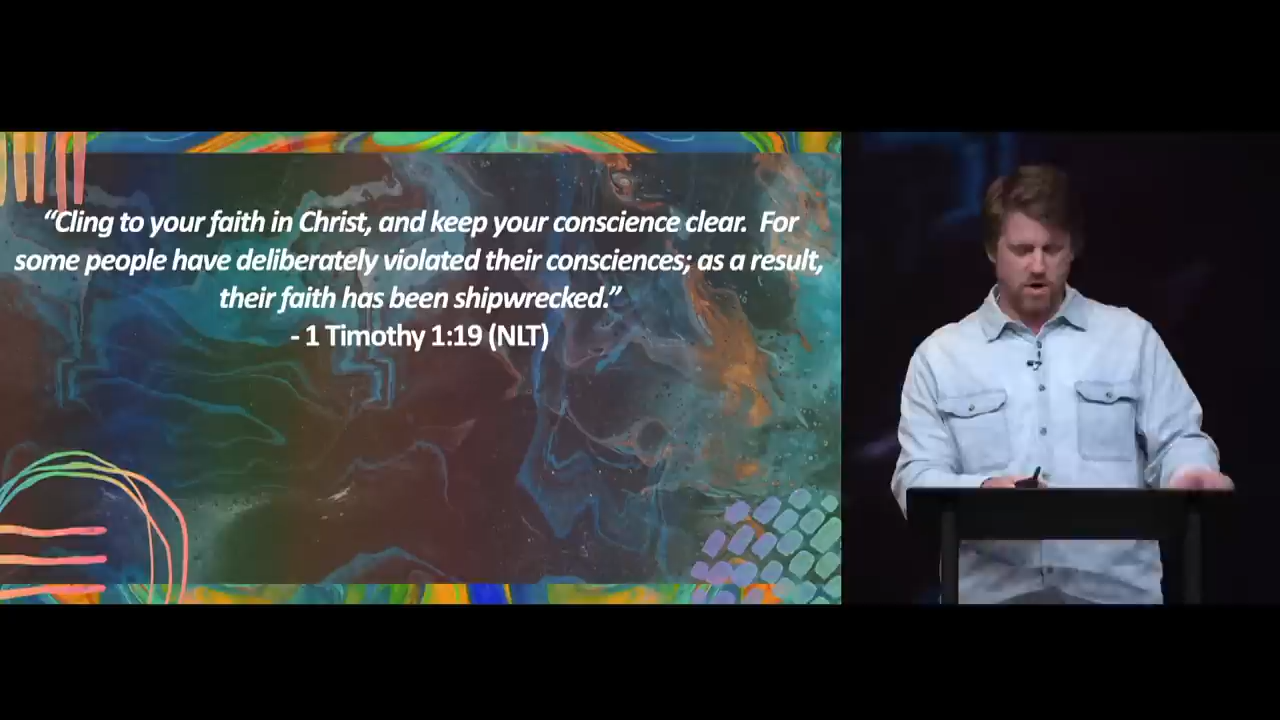 “Cling to your faith in Christ, and keep your conscience clear.  For
some people have deliberately violated their consciences; as a result,
their faith has been shipwrecked.”
- 1 Timothy 1:19 (NLT)